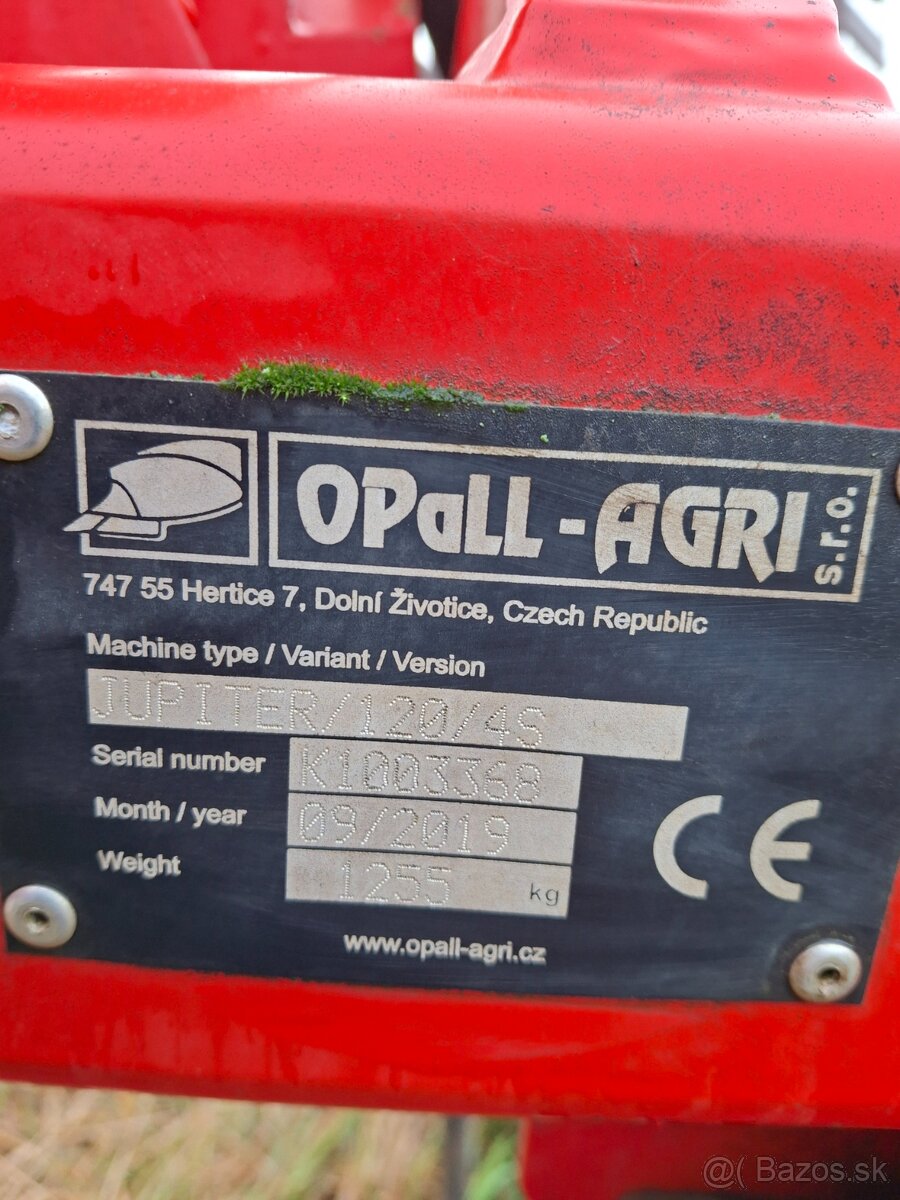 OPaLL-AGRI s.r.o.
747 55 Hertice 7, Dolní Životice, Czech Republic
Machine type / Variant / Version
JUPITER/120/4S
Serial number K1003368
Month / year 09/2019
Weight 1255 kg
CE
www.opall-agri.cz
@( Bazos.sk